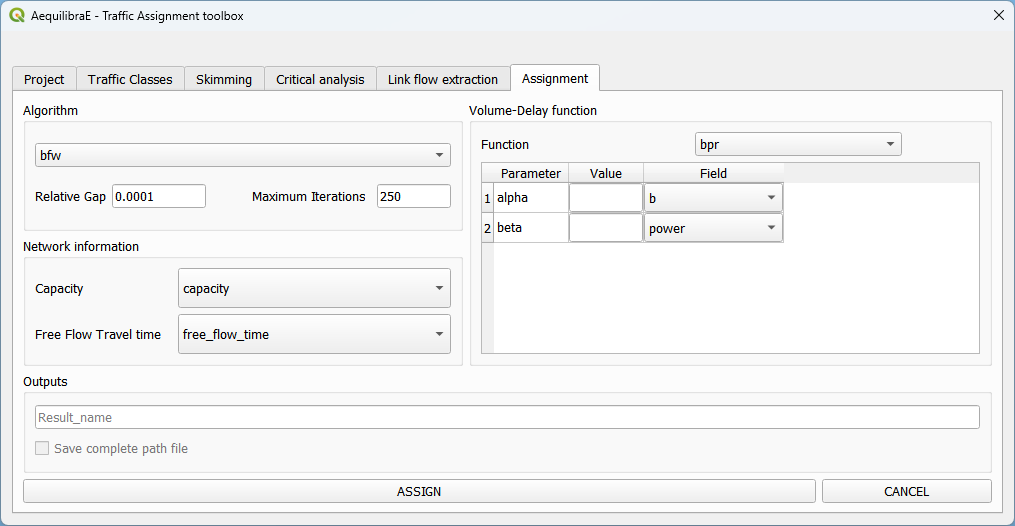 AequilibraE - Traffic Assignment toolbox
Project Traffic Classes Skimming Critical analysis Link flow extraction Assignment
Algorithm
bfw
Relative Gap 0.0001 Maximum Iterations 250
Network information
Capacity capacity
Free Flow Travel time free_flow_time
Volume-Delay function
Function bpr
Parameter Value Field
1 alpha b
2 beta power
Outputs
Result_name
Save complete path file
ASSIGN CANCEL